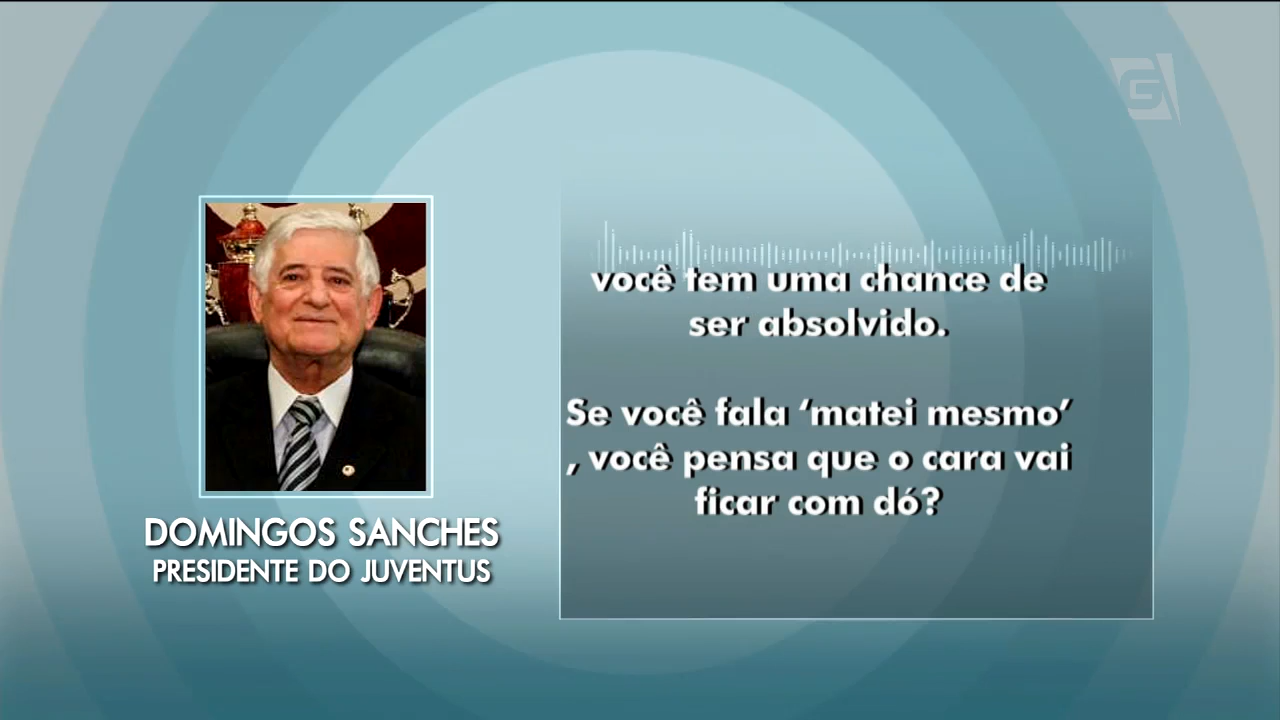 você tem uma chance de
ser absolvido.
Se você fala ‘matei mesmo’
, você pensa que o cara vai
ficar com dó?
DOMINGOS SANCHES
PRESIDENTE DO JUVENTUS